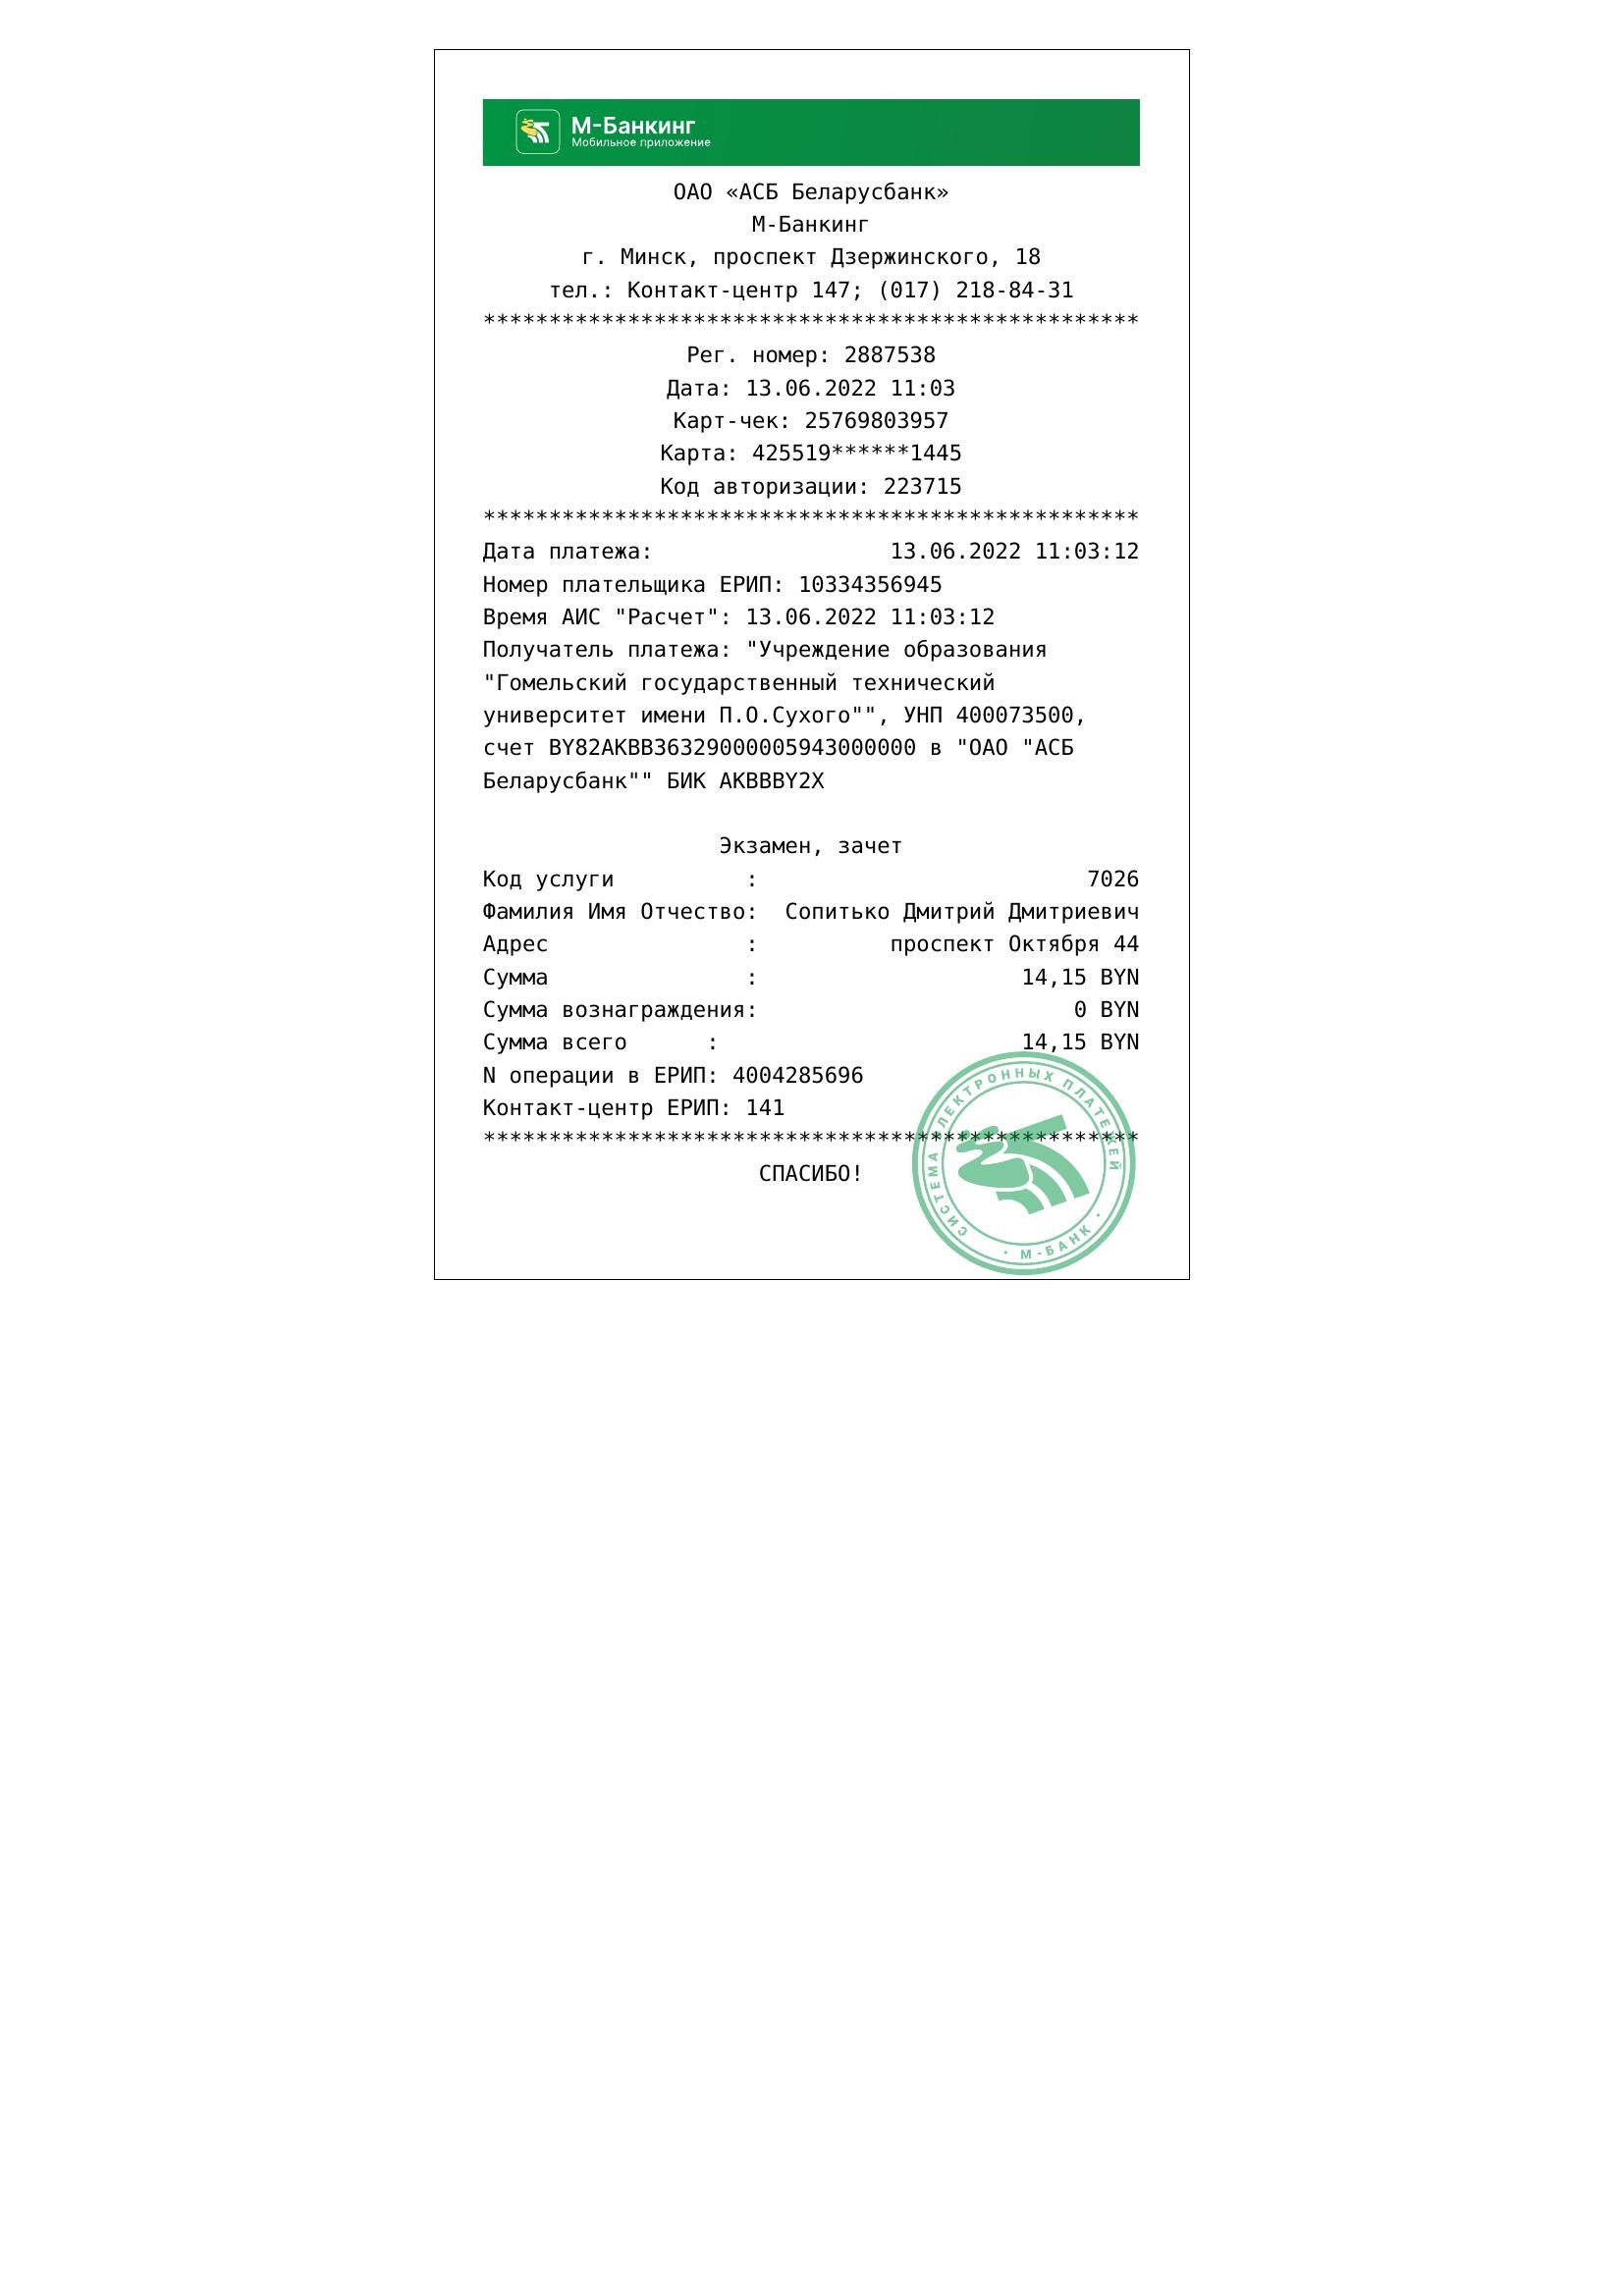 М-Банкинг
Мобильное приложение
ОАО «АСБ Беларусбанк»
М-Банкинг
г. Минск, проспект Дзержинского, 18
тел.: Контакт-центр 147; (017) 218-84-31
**************************************************
Рег. номер: 2887538
Дата: 13.06.2022 11:03
Карт-чек: 25769803957
Карта: 425519******1445
Код авторизации: 223715
**************************************************
Дата платежа: 13.06.2022 11:03:12
Номер плательщика ЕРИП: 10334356945
Время АИС "Расчет": 13.06.2022 11:03:12
Получатель платежа: "Учреждение образования
"Гомельский государственный технический
университет имени П.О.Сухого"", УНП 400073500,
счет BY82AKBB36329000005943000000 в "ОАО "АСБ
Беларусбанк"" БИК AKBBBY2X
Экзамен, зачет
Код услуги : 7026
Фамилия Имя Отчество: Сопитько Дмитрий Дмитриевич
Адрес : проспект Октября 44
Сумма : 14,15 BYN
Сумма вознаграждения: 0 BYN
Сумма всего : 14,15 BYN
N операции в ЕРИП: 4004285696
Контакт-центр ЕРИП: 141
**************************************************
СПАСИБО!
СИСТЕМА ЭЛЕКТРОННЫХ ПЛАТЕЖЕЙ
• М-БАНК •